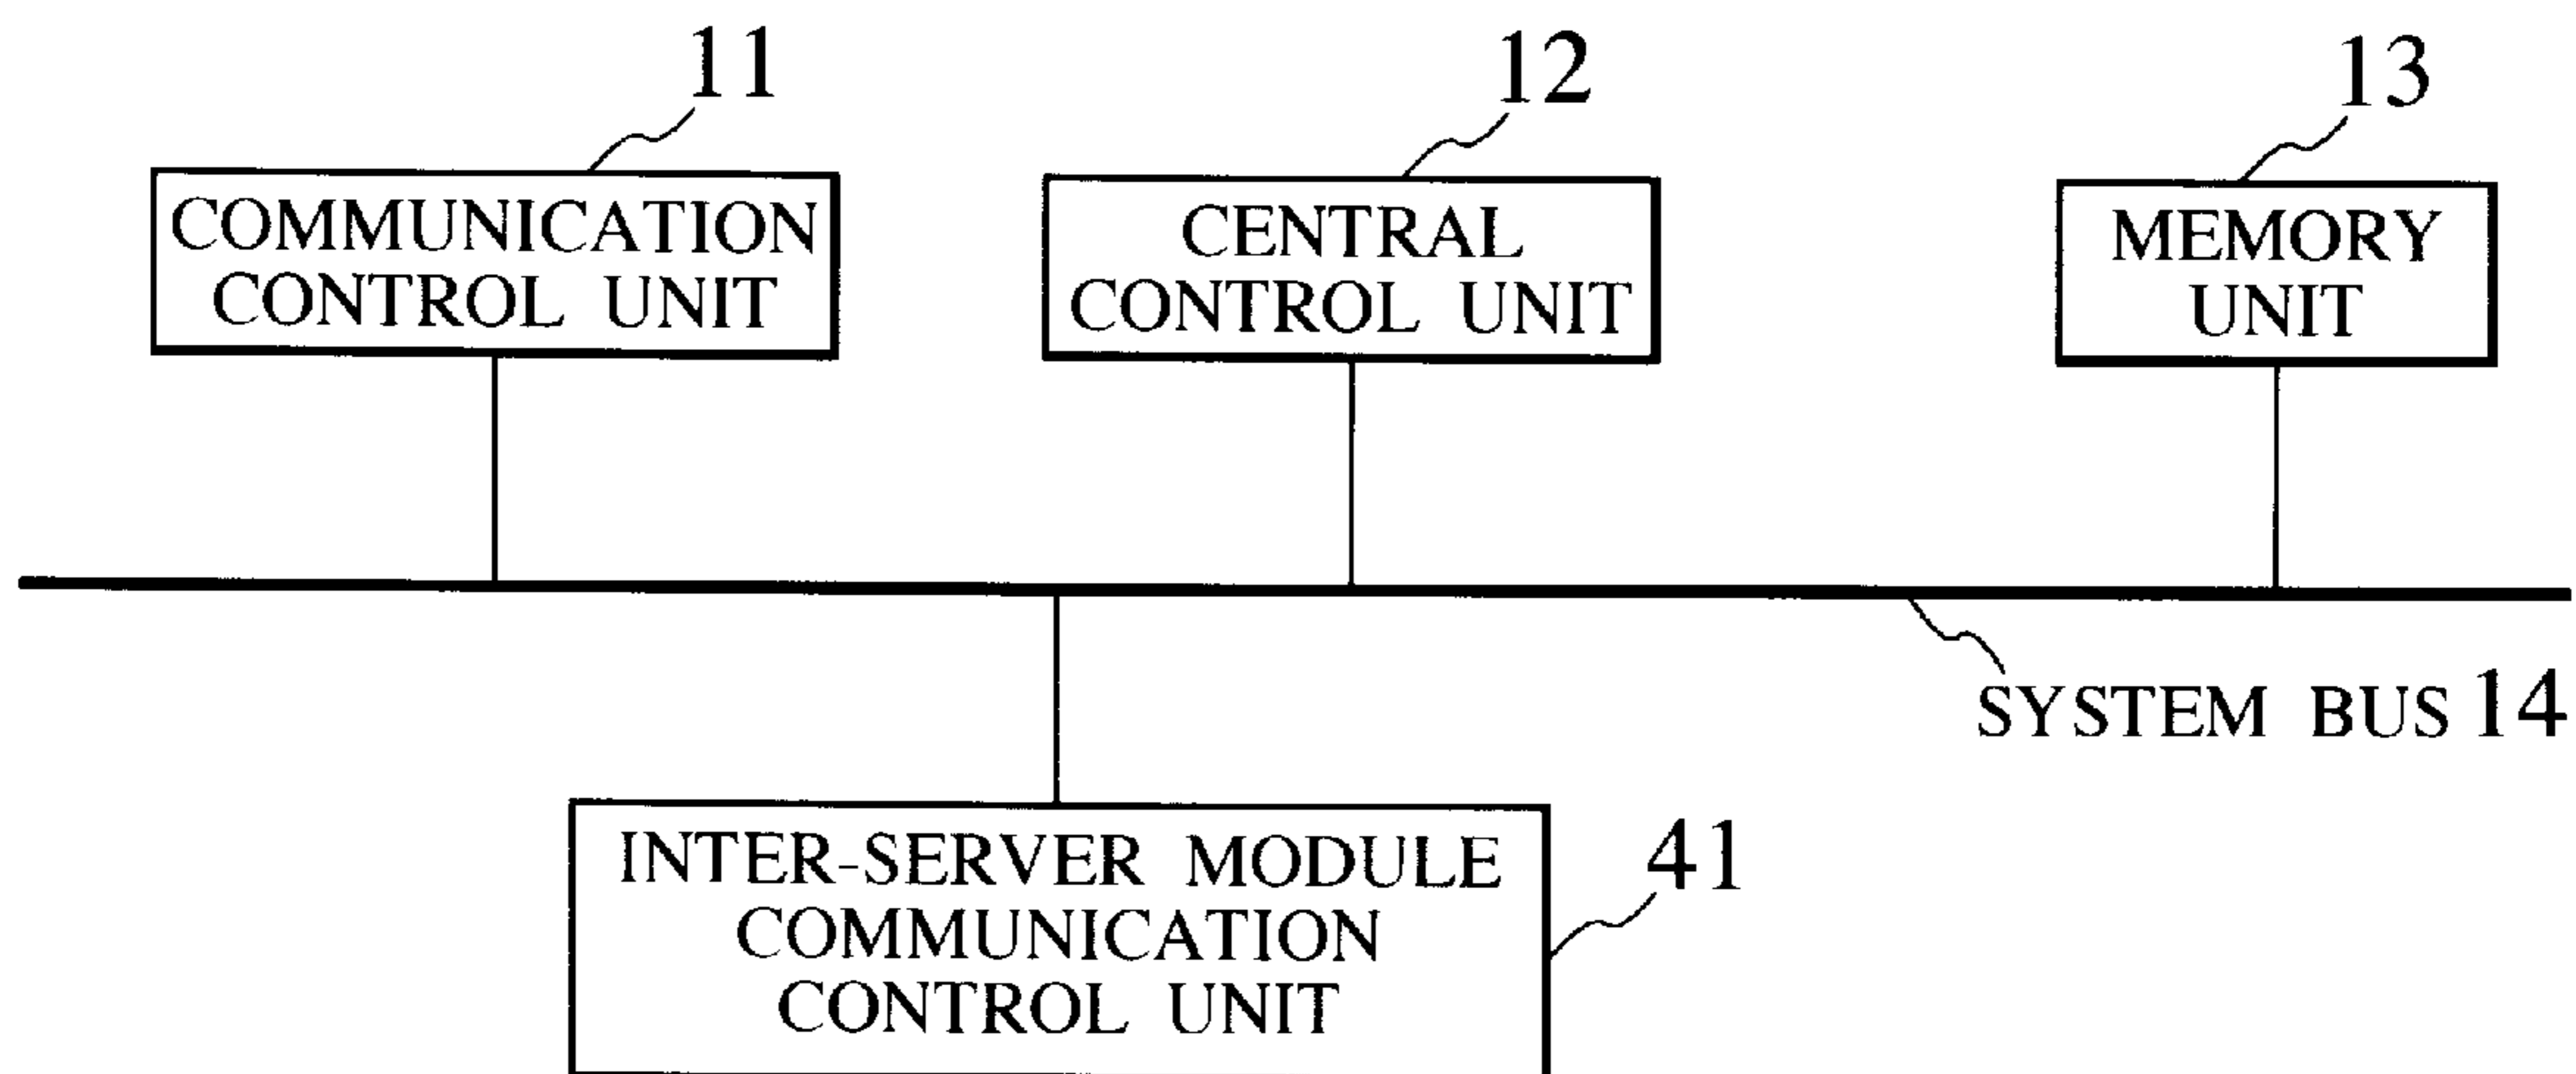 11
12
13
COMMUNICATION
CONTROL UNIT
CENTRAL
CONTROL UNIT
MEMORY
UNIT
SYSTEM BUS 14
INTER-SERVER MODULE
COMMUNICATION
CONTROL UNIT
41